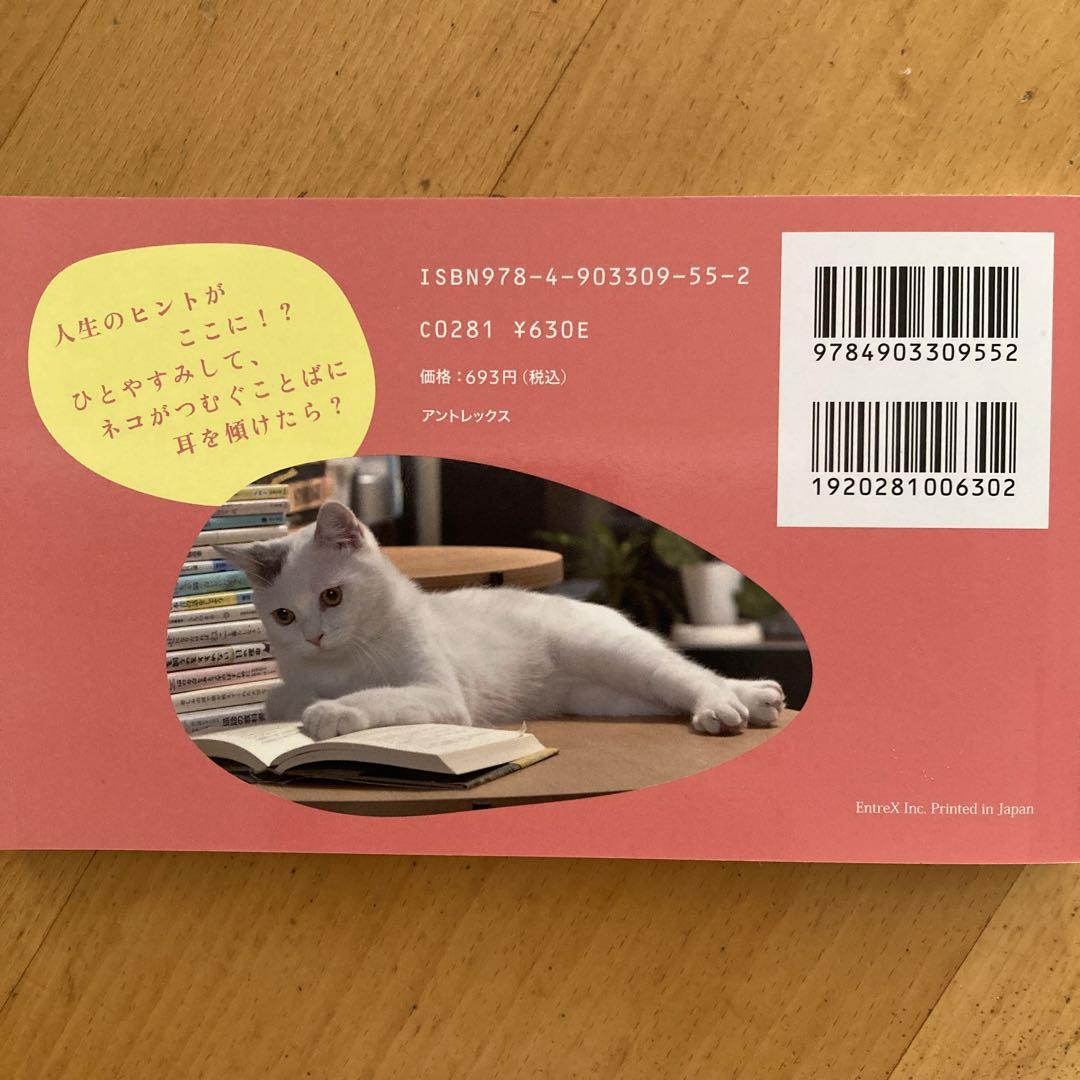 人生のヒントが
ここに！？
ひとやすみして、
ネコがつむぐことばに
耳を傾けたら？
ISBN978-4-903309-55-2
C0281 ¥630E
価格：693円（税込）
アントレックス
9784903309552
1920281006302
EntreX Inc. Printed in Japan